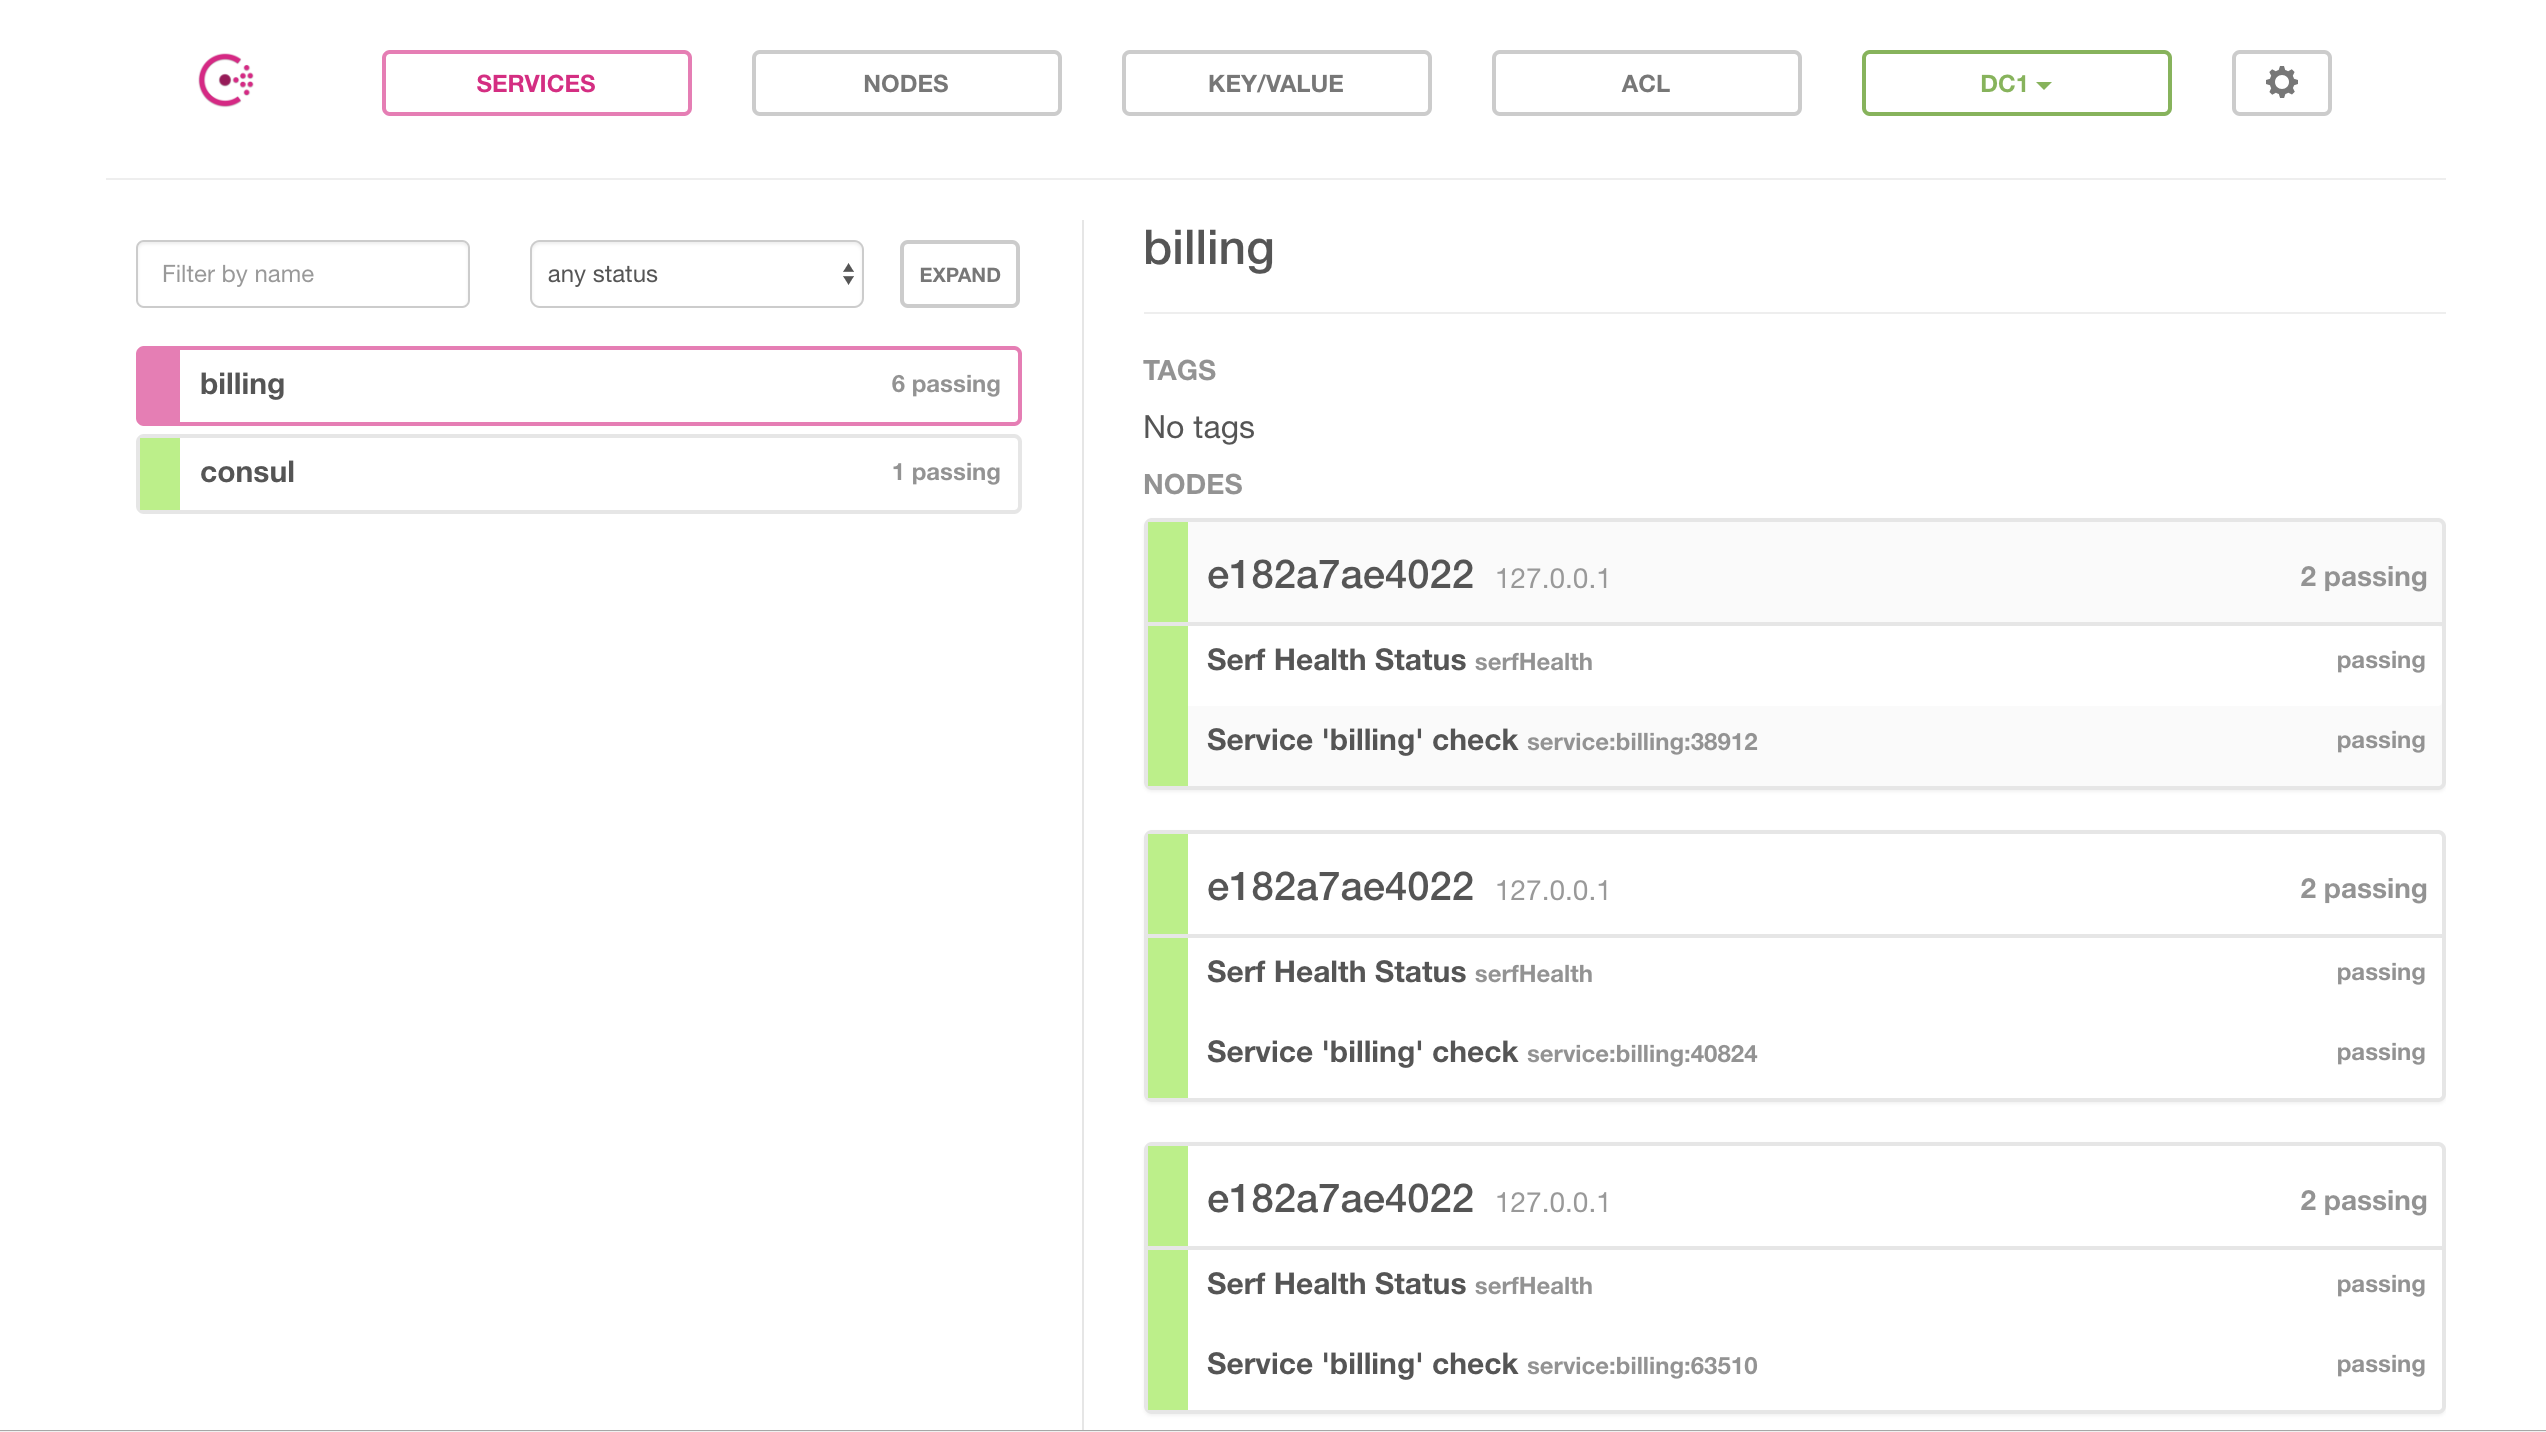 SERVICES NODES KEY/VALUE ACL DC1
Filter by name any status EXPAND
billing 6 passing
consul 1 passing
billing
TAGS
No tags
NODES
e182a7ae4022 127.0.0.1 2 passing
Serf Health Status serfHealth passing
Service 'billing' check service:billing:38912 passing
e182a7ae4022 127.0.0.1 2 passing
Serf Health Status serfHealth passing
Service 'billing' check service:billing:40824 passing
e182a7ae4022 127.0.0.1 2 passing
Serf Health Status serfHealth passing
Service 'billing' check service:billing:63510 passing